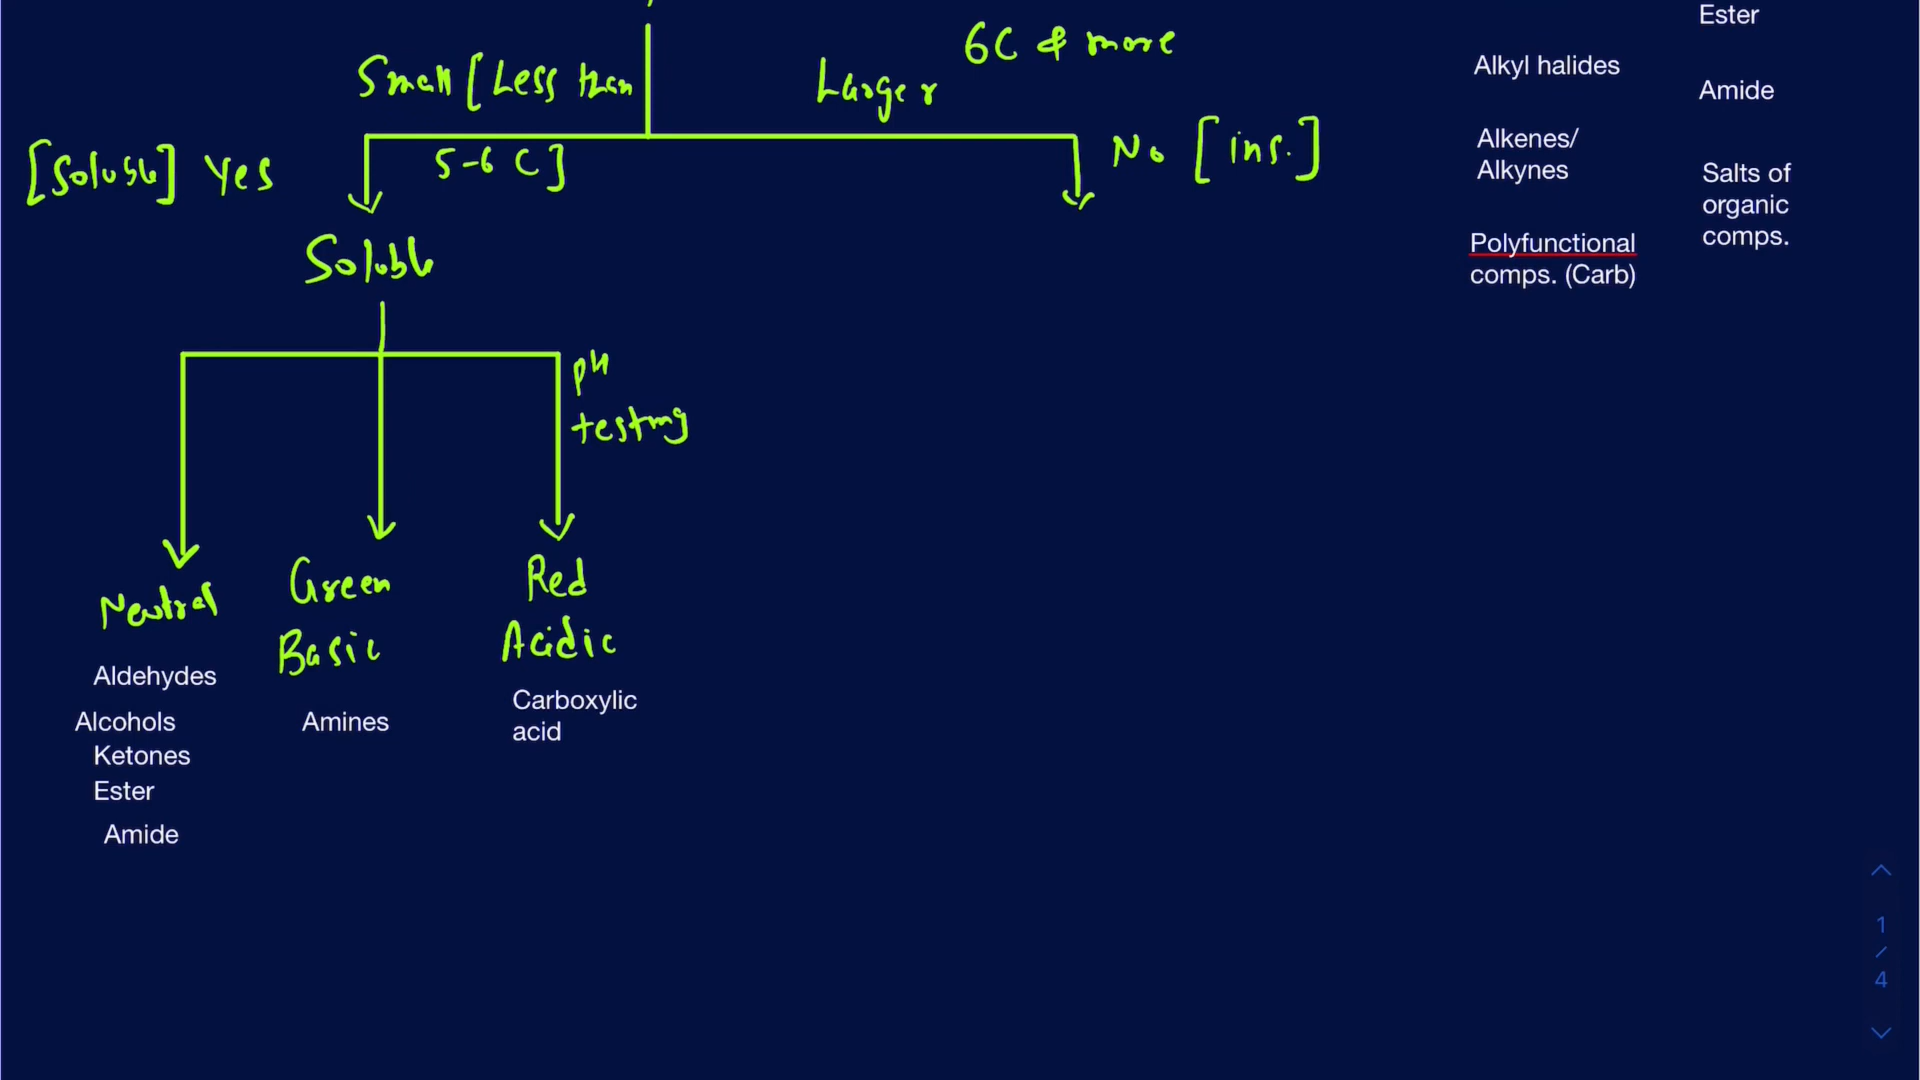 Small [Less than
5-6 C]
Larger
6C & more
[Soluble] Yes
No [ins.]
Soluble
pH
testing
Neutral
Green
Basic
Red
Acidic
Aldehydes
Alcohols
Ketones
Ester
Amide
Amines
Carboxylic
acid
Alkyl halides
Alkenes/
Alkynes
Polyfunctional
comps. (Carb)
Ester
Amide
Salts of
organic
comps.
1
/
4